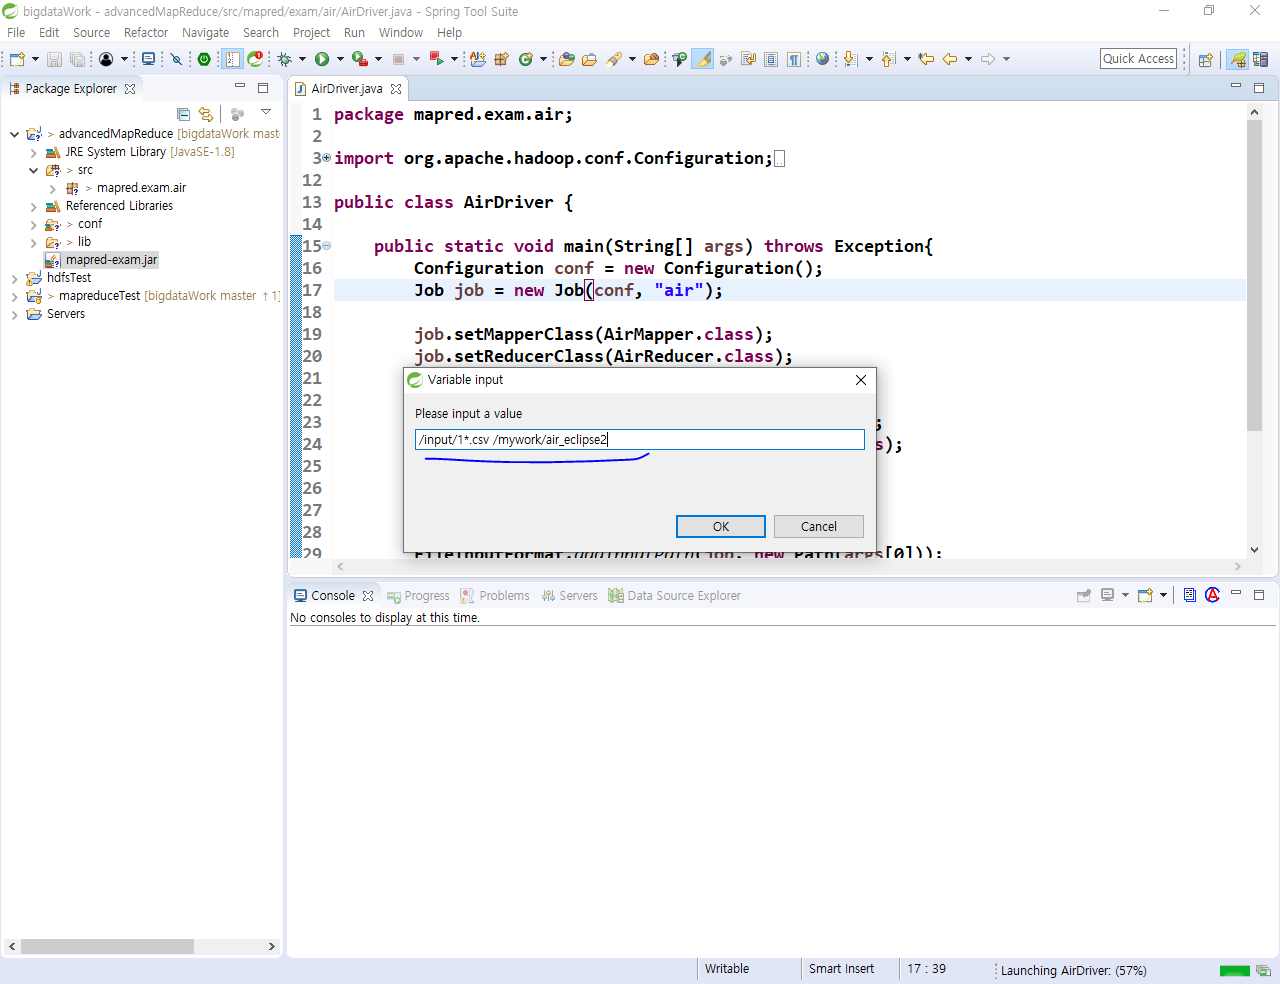 bigdataWork - advancedMapReduce/src/mapred/exam/air/AirDriver.java - Spring Tool Suite
File Edit Source Refactor Navigate Search Project Run Window Help
Quick Access
Package Explorer
> advancedMapReduce [bigdataWork mast
JRE System Library [JavaSE-1.8]
> src
> mapred.exam.air
Referenced Libraries
> conf
> lib
mapred-exam.jar
hdfsTest
> mapreduceTest [bigdataWork master ↑1]
Servers
AirDriver.java
1 package mapred.exam.air;
2
3 import org.apache.hadoop.conf.Configuration;
12
13 public class AirDriver {
14
15 public static void main(String[] args) throws Exception{
16 Configuration conf = new Configuration();
17 Job job = new Job(conf, "air");
18
19 job.setMapperClass(AirMapper.class);
20 job.setReducerClass(AirReducer.class);
21
22
23 ;
24 s);
25
26
27
28
29 FileInputFormat.addInputPath(job, new Path(args[0]));
Variable input
Please input a value
/input/1*.csv /mywork/air_eclipse2
OK Cancel
Console Progress Problems Servers Data Source Explorer
No consoles to display at this time.
Writable Smart Insert 17 : 39 Launching AirDriver: (57%)